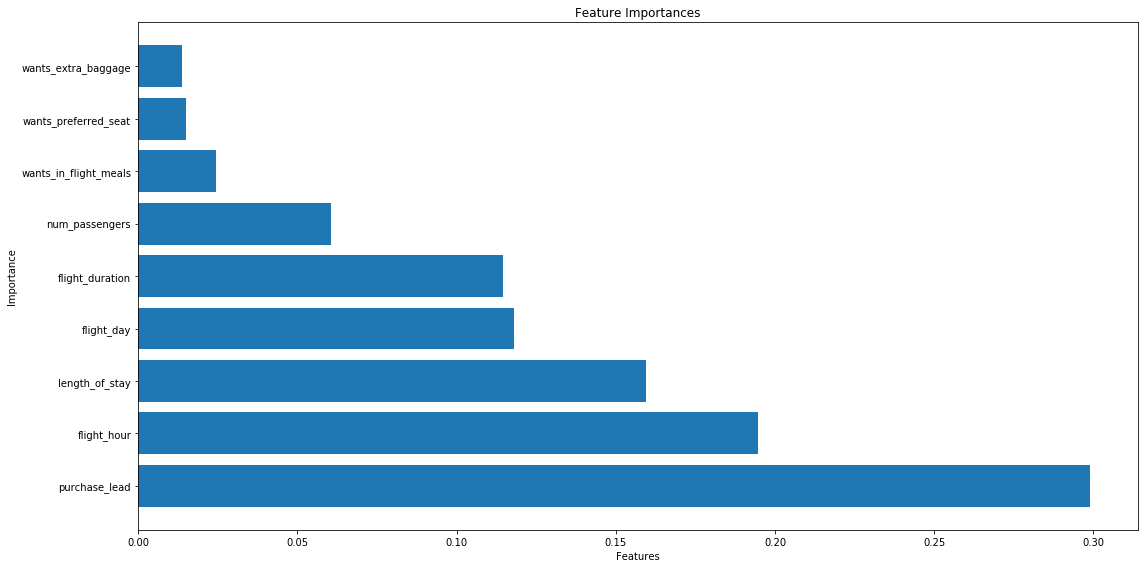 Feature Importances
wants_extra_baggage
wants_preferred_seat
wants_in_flight_meals
num_passengers
flight_duration
flight_day
length_of_stay
flight_hour
purchase_lead
Importance
0.00 0.05 0.10 0.15 0.20 0.25 0.30
Features